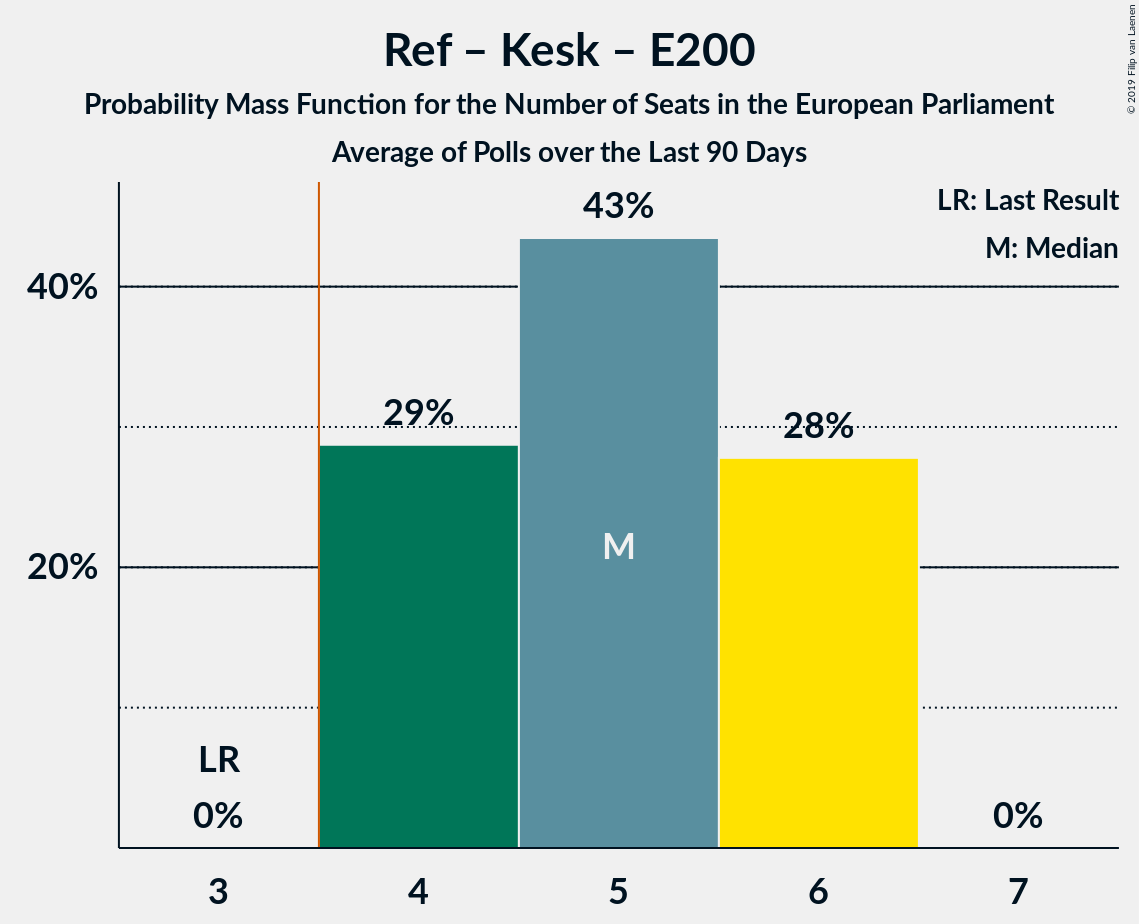 Ref – Kesk – E200
Probability Mass Function for the Number of Seats in the European Parliament
Average of Polls over the Last 90 Days
© 2019 Filip van Laenen
LR: Last Result
M: Median
43%
40%
29%
28%
M
20%
LR
0%
0%
3 4 5 6 7